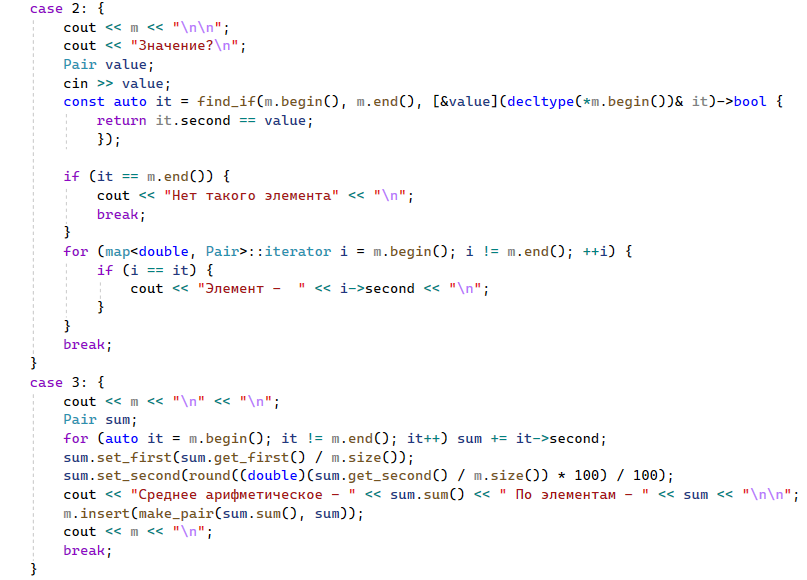 case 2: {
    cout << m << "\n\n";
    cout << "Значение?\n";
    Pair value;
    cin >> value;
    const auto it = find_if(m.begin(), m.end(), [&value](decltype(*m.begin())& it)->bool {
        return it.second == value;
        });
    if (it == m.end()) {
        cout << "Нет такого элемента" << "\n";
        break;
    }
    for (map<double, Pair>::iterator i = m.begin(); i != m.end(); ++i) {
        if (i == it) {
            cout << "Элемент -  " << i->second << "\n";
        }
    }
    break;
}
case 3: {
    cout << m << "\n" << "\n";
    Pair sum;
    for (auto it = m.begin(); it != m.end(); it++) sum += it->second;
    sum.set_first(sum.get_first() / m.size());
    sum.set_second(round((double)(sum.get_second() / m.size()) * 100) / 100);
    cout << "Среднее арифметическое - " << sum.sum() << " По элементам - " << sum << "\n\n";
    m.insert(make_pair(sum.sum(), sum));
    cout << m << "\n";
    break;
}